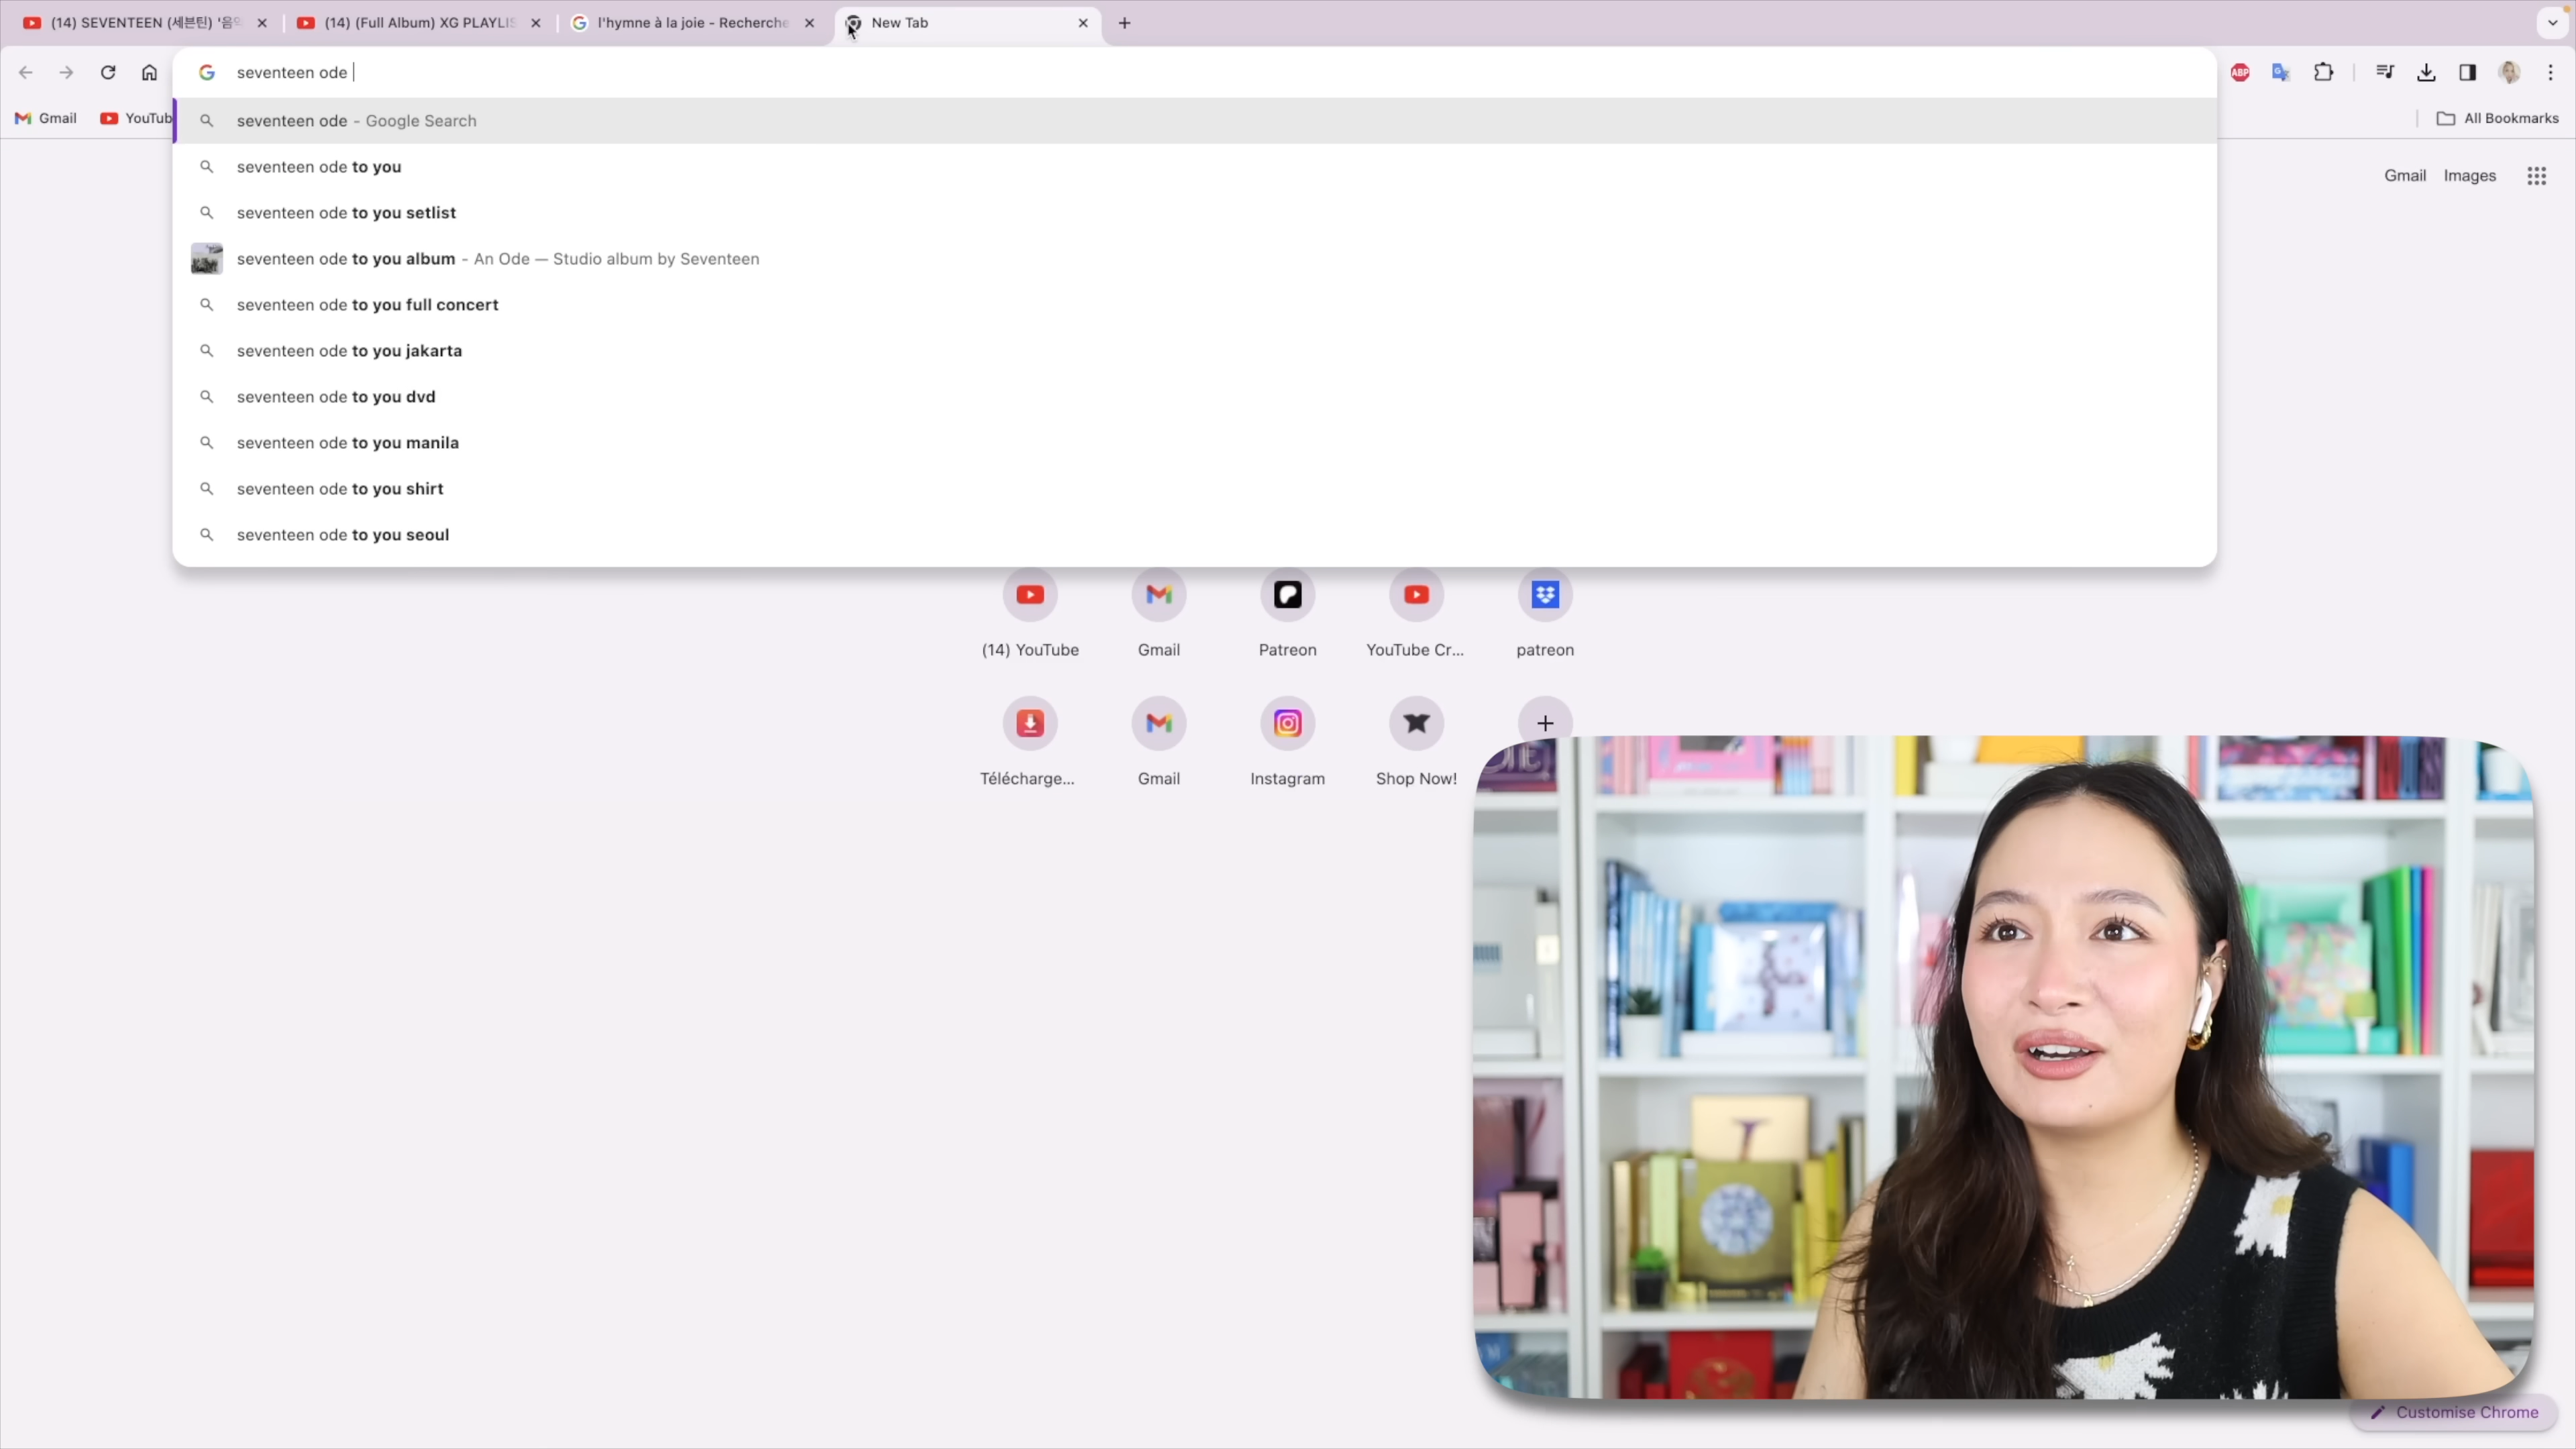 (14) SEVENTEEN (세븐틴) '음악
(14) (Full Album) XG PLAYLIS
l'hymne à la joie - Recherche
New Tab
seventeen ode
ABP
Gmail
YouTub
All Bookmarks
seventeen ode - Google Search
seventeen ode to you
seventeen ode to you setlist
seventeen ode to you album - An Ode — Studio album by Seventeen
seventeen ode to you full concert
seventeen ode to you jakarta
seventeen ode to you dvd
seventeen ode to you manila
seventeen ode to you shirt
seventeen ode to you seoul
Gmail
Images
(14) YouTube
Gmail
Patreon
YouTube Cr...
patreon
Télécharge...
Gmail
Instagram
Shop Now!
Customise Chrome